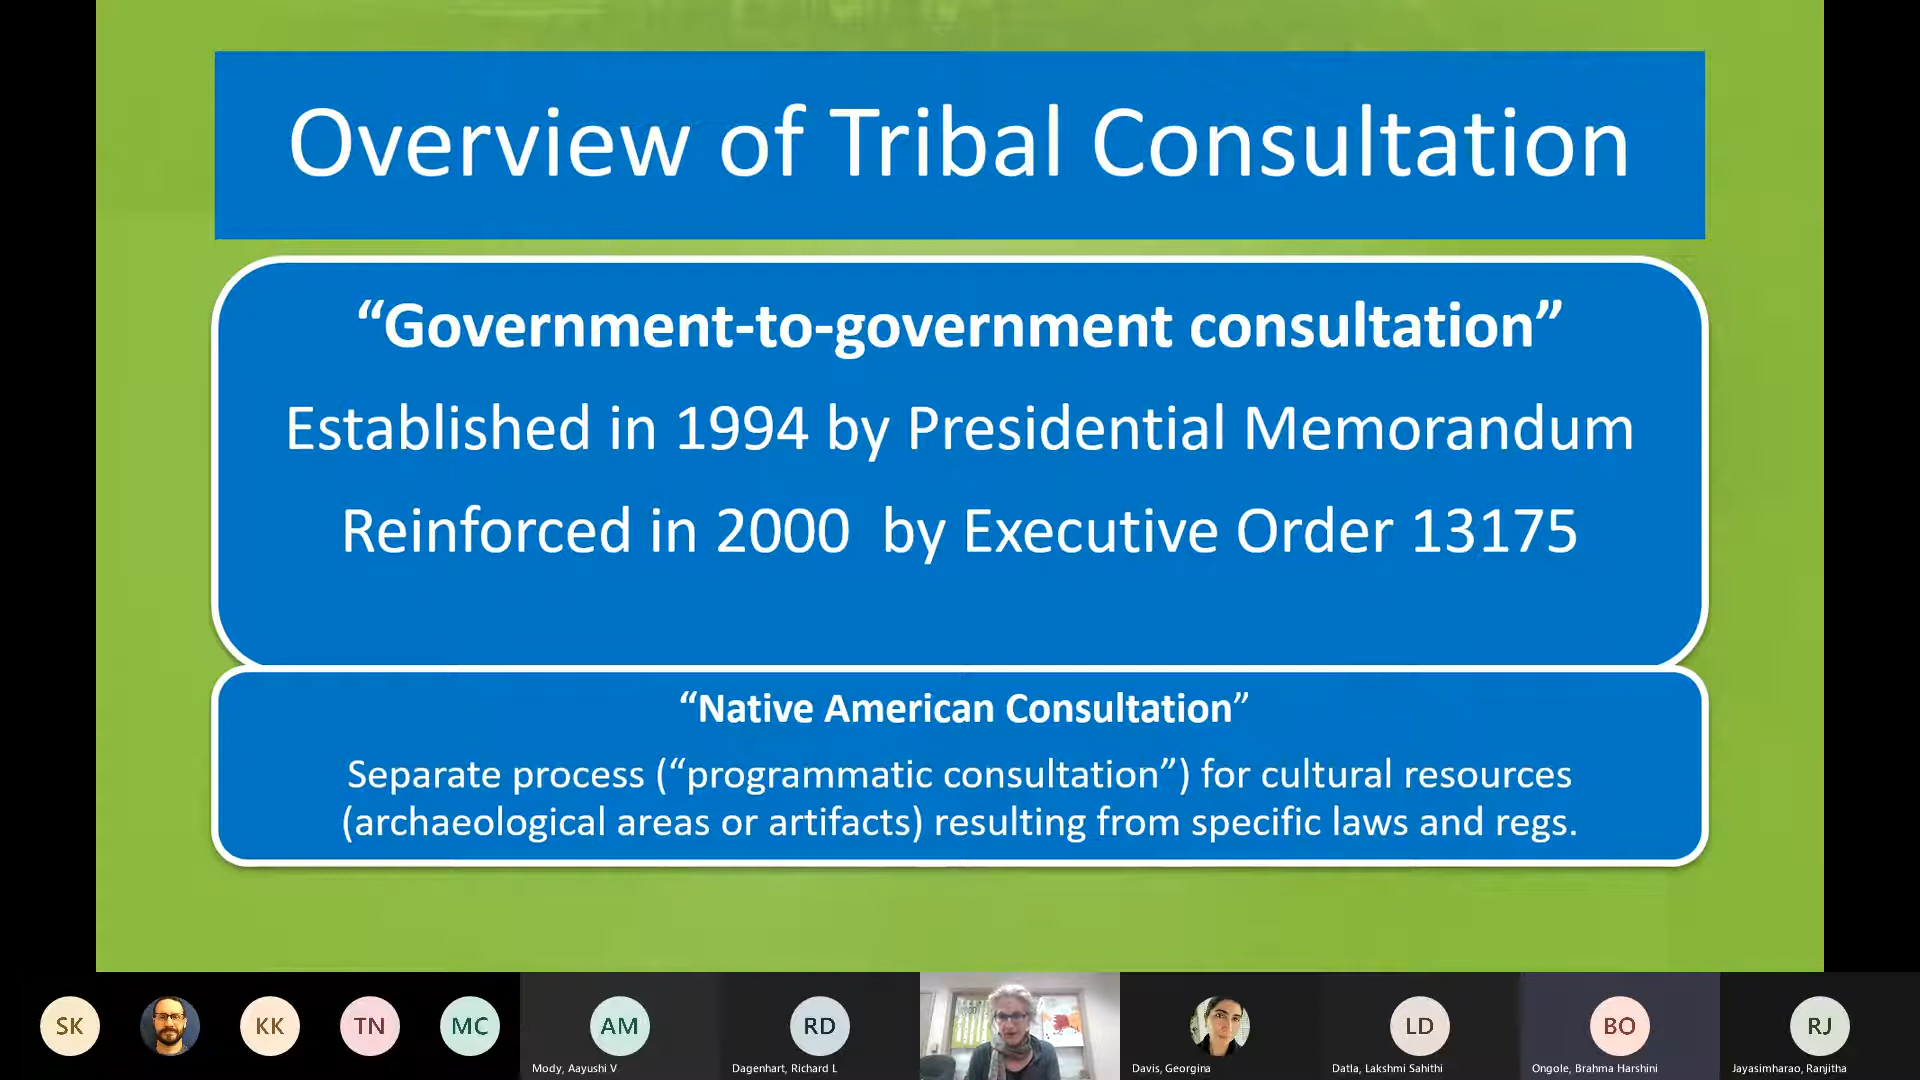 Overview of Tribal Consultation
“Government-to-government consultation”
Established in 1994 by Presidential Memorandum
Reinforced in 2000  by Executive Order 13175
“Native American Consultation”
Separate process (“programmatic consultation”) for cultural resources
(archaeological areas or artifacts) resulting from specific laws and regs.
SK
KK
TN
MC
AM
Mody, Aayushi V
RD
Dagenhart, Richard L
Davis, Georgina
LD
Datla, Lakshmi Sahithi
BO
Ongole, Brahma Harshini
RJ
Jayasimharao, Ranjitha